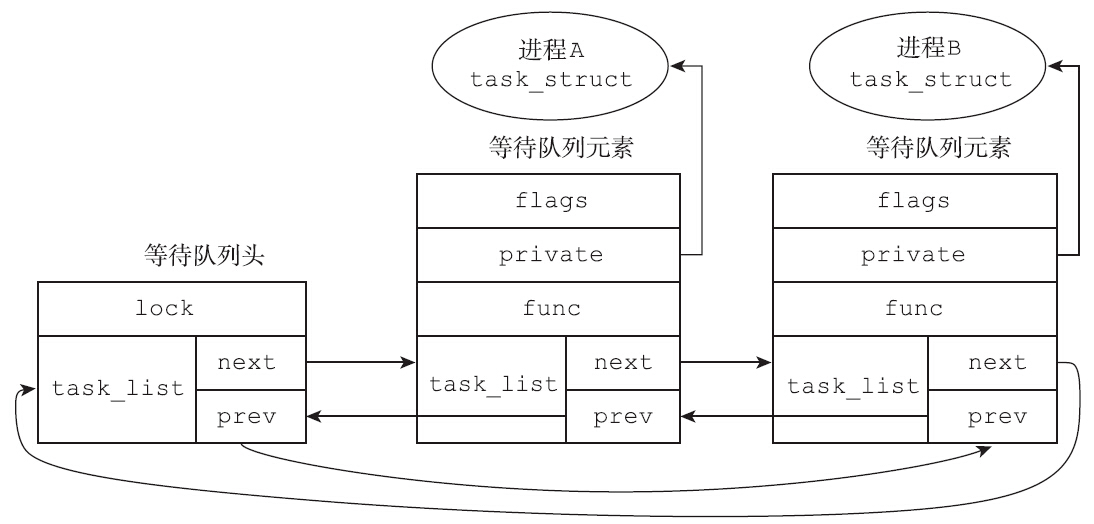 进程A
task_struct
进程B
task_struct
等待队列元素
等待队列元素
flags
flags
等待队列头
private
private
lock
func
func
task_list
next
prev
task_list
next
prev
task_list
next
prev